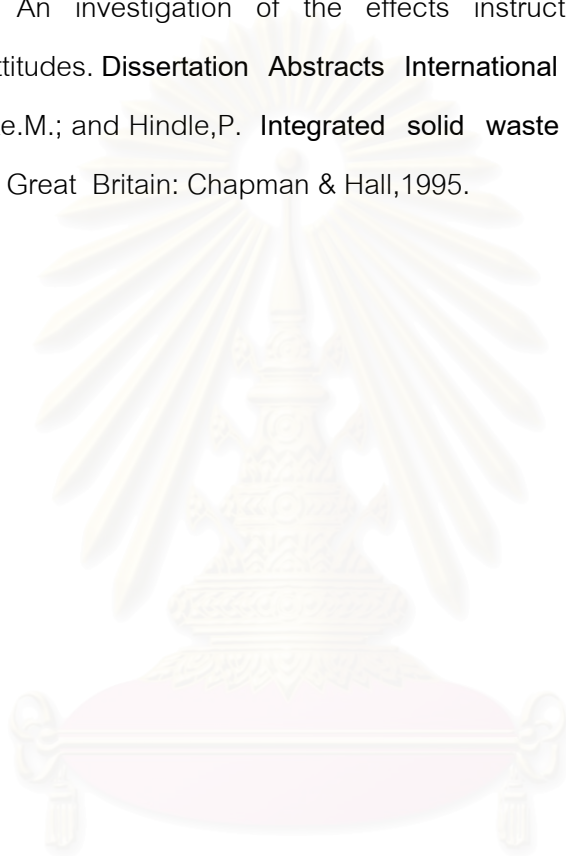 An investigation of the effects instruct
ttitudes. Dissertation Abstracts International
e.M.; and Hindle,P. Integrated solid waste
Great Britain: Chapman & Hall,1995.